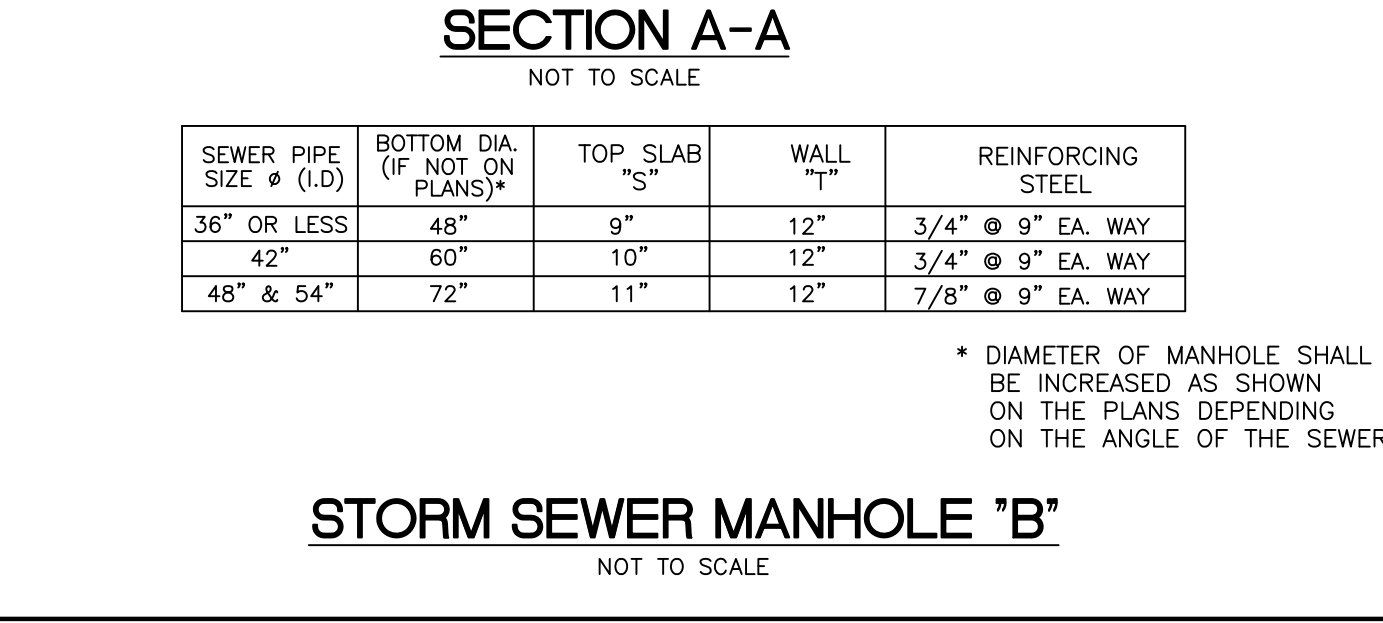 SECTION A-A
NOT TO SCALE
SEWER PIPE SIZE ø (I.D) BOTTOM DIA. (IF NOT ON PLANS)* TOP SLAB "S" WALL "T" REINFORCING STEEL
36" OR LESS 48" 9" 12" 3/4" @ 9" EA. WAY
42" 60" 10" 12" 3/4" @ 9" EA. WAY
48" & 54" 72" 11" 12" 7/8" @ 9" EA. WAY
* DIAMETER OF MANHOLE SHALL
BE INCREASED AS SHOWN
ON THE PLANS DEPENDING
ON THE ANGLE OF THE SEWER
STORM SEWER MANHOLE "B"
NOT TO SCALE